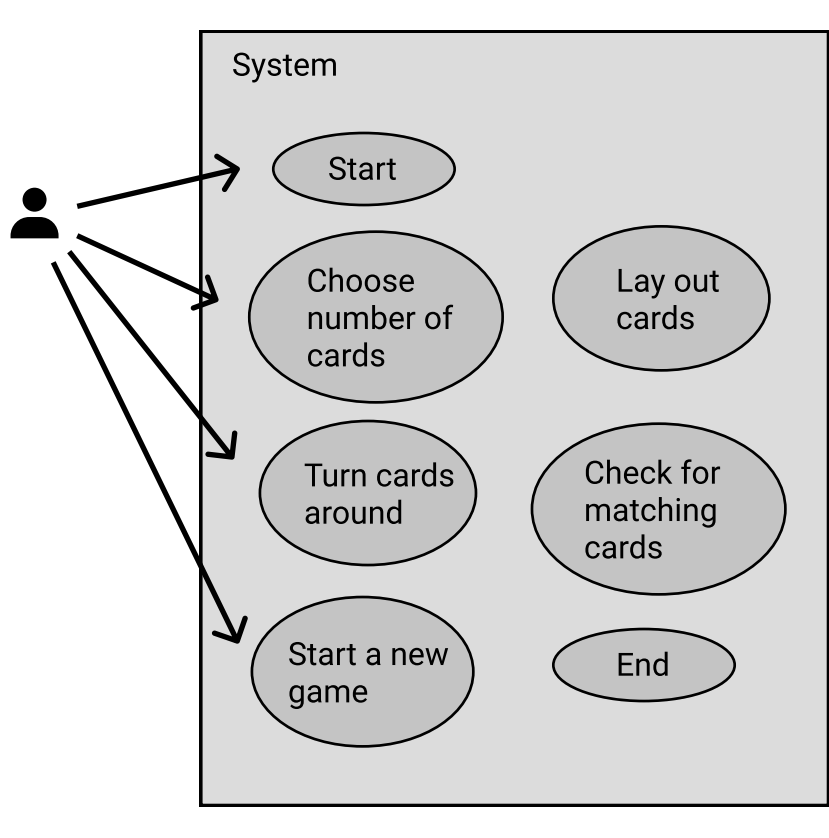 System
Start
Choose
number of
cards
Lay out
cards
Turn cards
around
Check for
matching
cards
Start a new
game
End